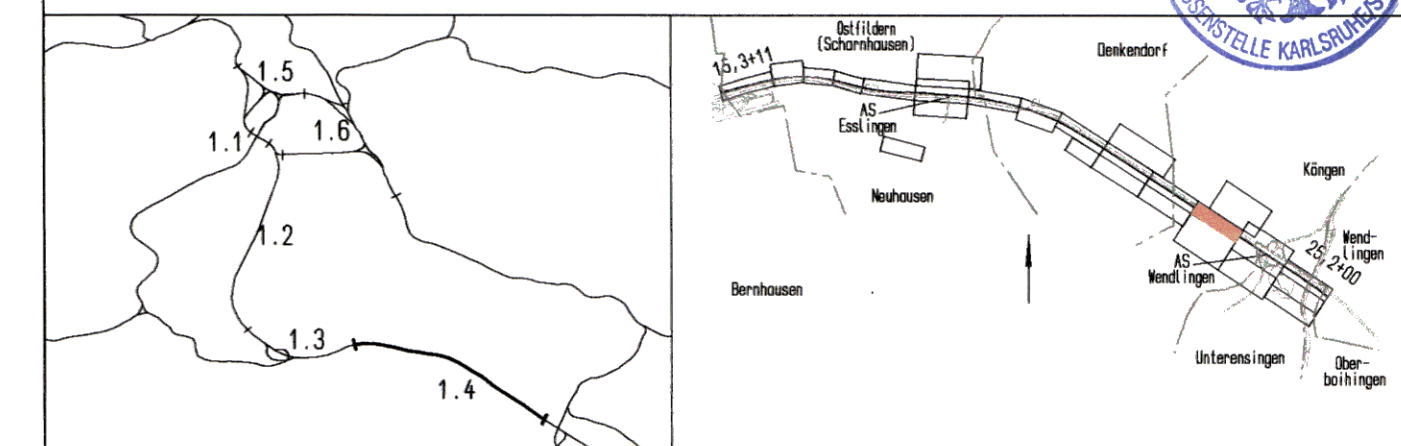 1.5
1.1
1.6
1.2
1.3
1.4
SENSTELLE KARLSRUHE/S
Ostfildern
(Scharnhausen)
Denkendorf
15,3+11
AS
Esslingen
Neuhausen
Köngen
Wend-
lingen
25,2+00
AS
Wendlingen
Bernhausen
Unterensingen
Ober-
boihingen